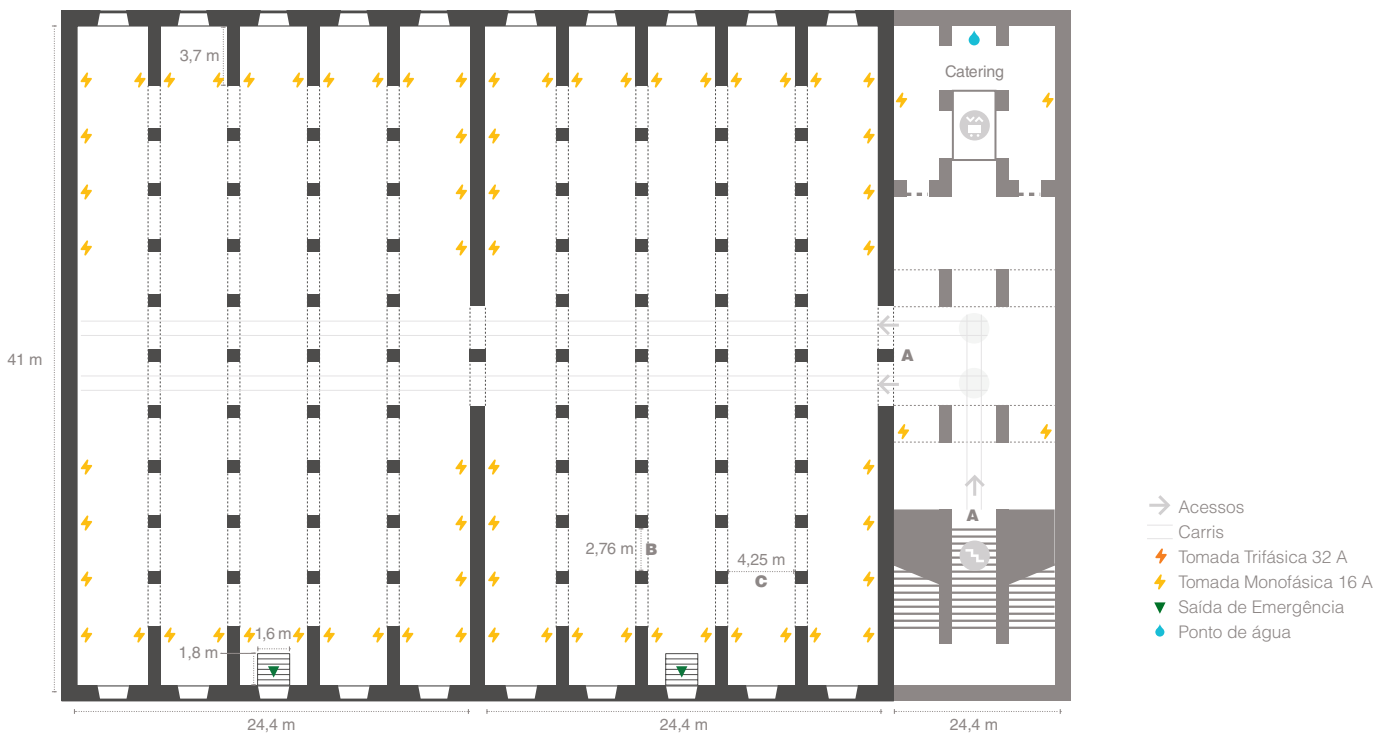 3,7 m
Catering
41 m
A
A
2,76 m
B
4,25 m
C
1,6 m
1,8 m
24,4 m
24,4 m
24,4 m
Acessos
Carris
Tomada Trifásica 32 A
Tomada Monofásica 16 A
Saída de Emergência
Ponto de água